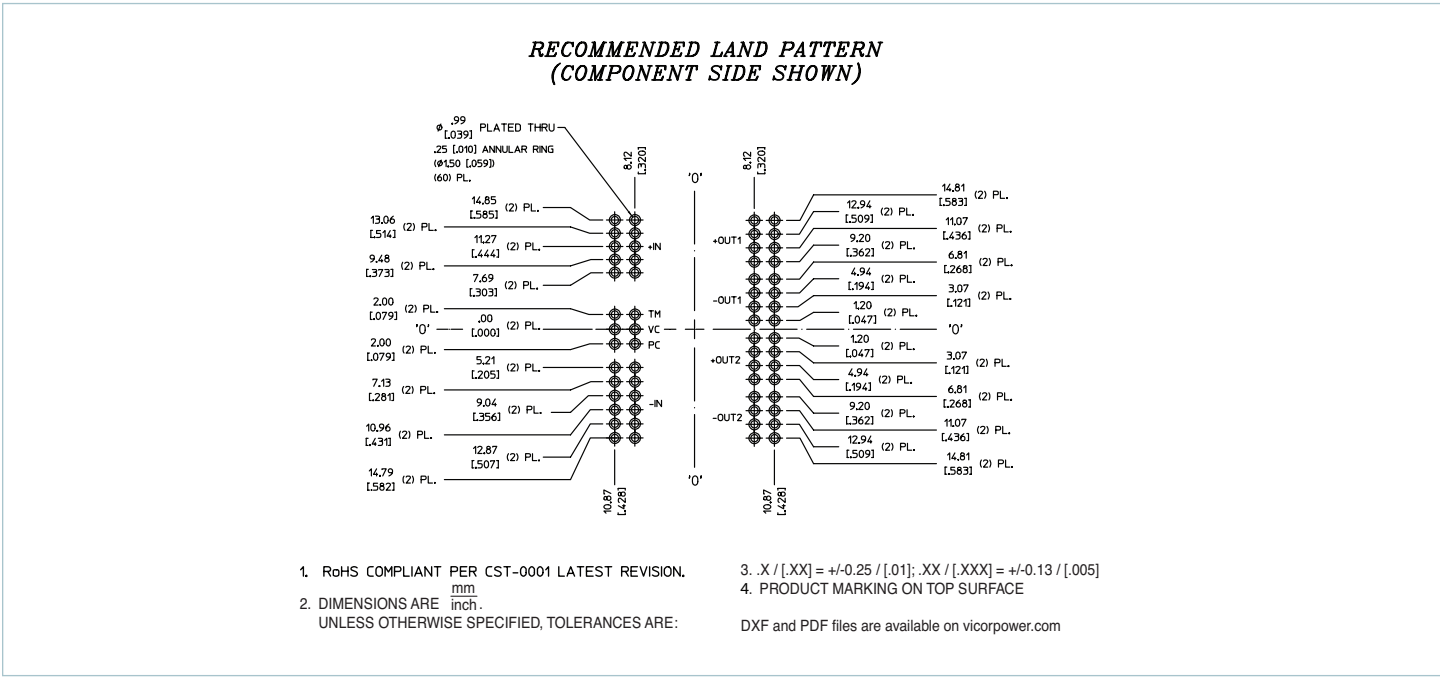 RECOMMENDED LAND PATTERN
(COMPONENT SIDE SHOWN)
ø .99 [.039] PLATED THRU
.25 [.010] ANNULAR RING
(ø1.50 [.059])
(60) PL.
8.12 [.320]
'0'
8.12 [.320]
14.85 [.585] (2) PL.
13.06 [.514] (2) PL.
11.27 [.444] (2) PL.
9.48 [.373] (2) PL.
7.69 [.303] (2) PL.
2.00 [.079] (2) PL.
'0'
.00 [.000] (2) PL.
2.00 [.079] (2) PL.
5.21 [.205] (2) PL.
7.13 [.281] (2) PL.
9.04 [.356] (2) PL.
10.96 [.431] (2) PL.
12.87 [.507] (2) PL.
14.79 [.582] (2) PL.
+IN
TM
VC
PC
-IN
10.87 [.428]
'0'
+OUT1
-OUT1
+OUT2
-OUT2
10.87 [.428]
14.81 [.583] (2) PL.
12.94 [.509] (2) PL.
11.07 [.436] (2) PL.
9.20 [.362] (2) PL.
6.81 [.268] (2) PL.
4.94 [.194] (2) PL.
3.07 [.121] (2) PL.
1.20 [.047] (2) PL.
'0'
1.20 [.047] (2) PL.
3.07 [.121] (2) PL.
4.94 [.194] (2) PL.
6.81 [.268] (2) PL.
9.20 [.362] (2) PL.
11.07 [.436] (2) PL.
12.94 [.509] (2) PL.
14.81 [.583] (2) PL.
1. RoHS COMPLIANT PER CST-0001 LATEST REVISION.
2. DIMENSIONS ARE mm
inch.
UNLESS OTHERWISE SPECIFIED, TOLERANCES ARE:
3. .X / [.XX] = +/-0.25 / [.01]; .XX / [.XXX] = +/-0.13 / [.005]
4. PRODUCT MARKING ON TOP SURFACE
DXF and PDF files are available on vicorpower.com